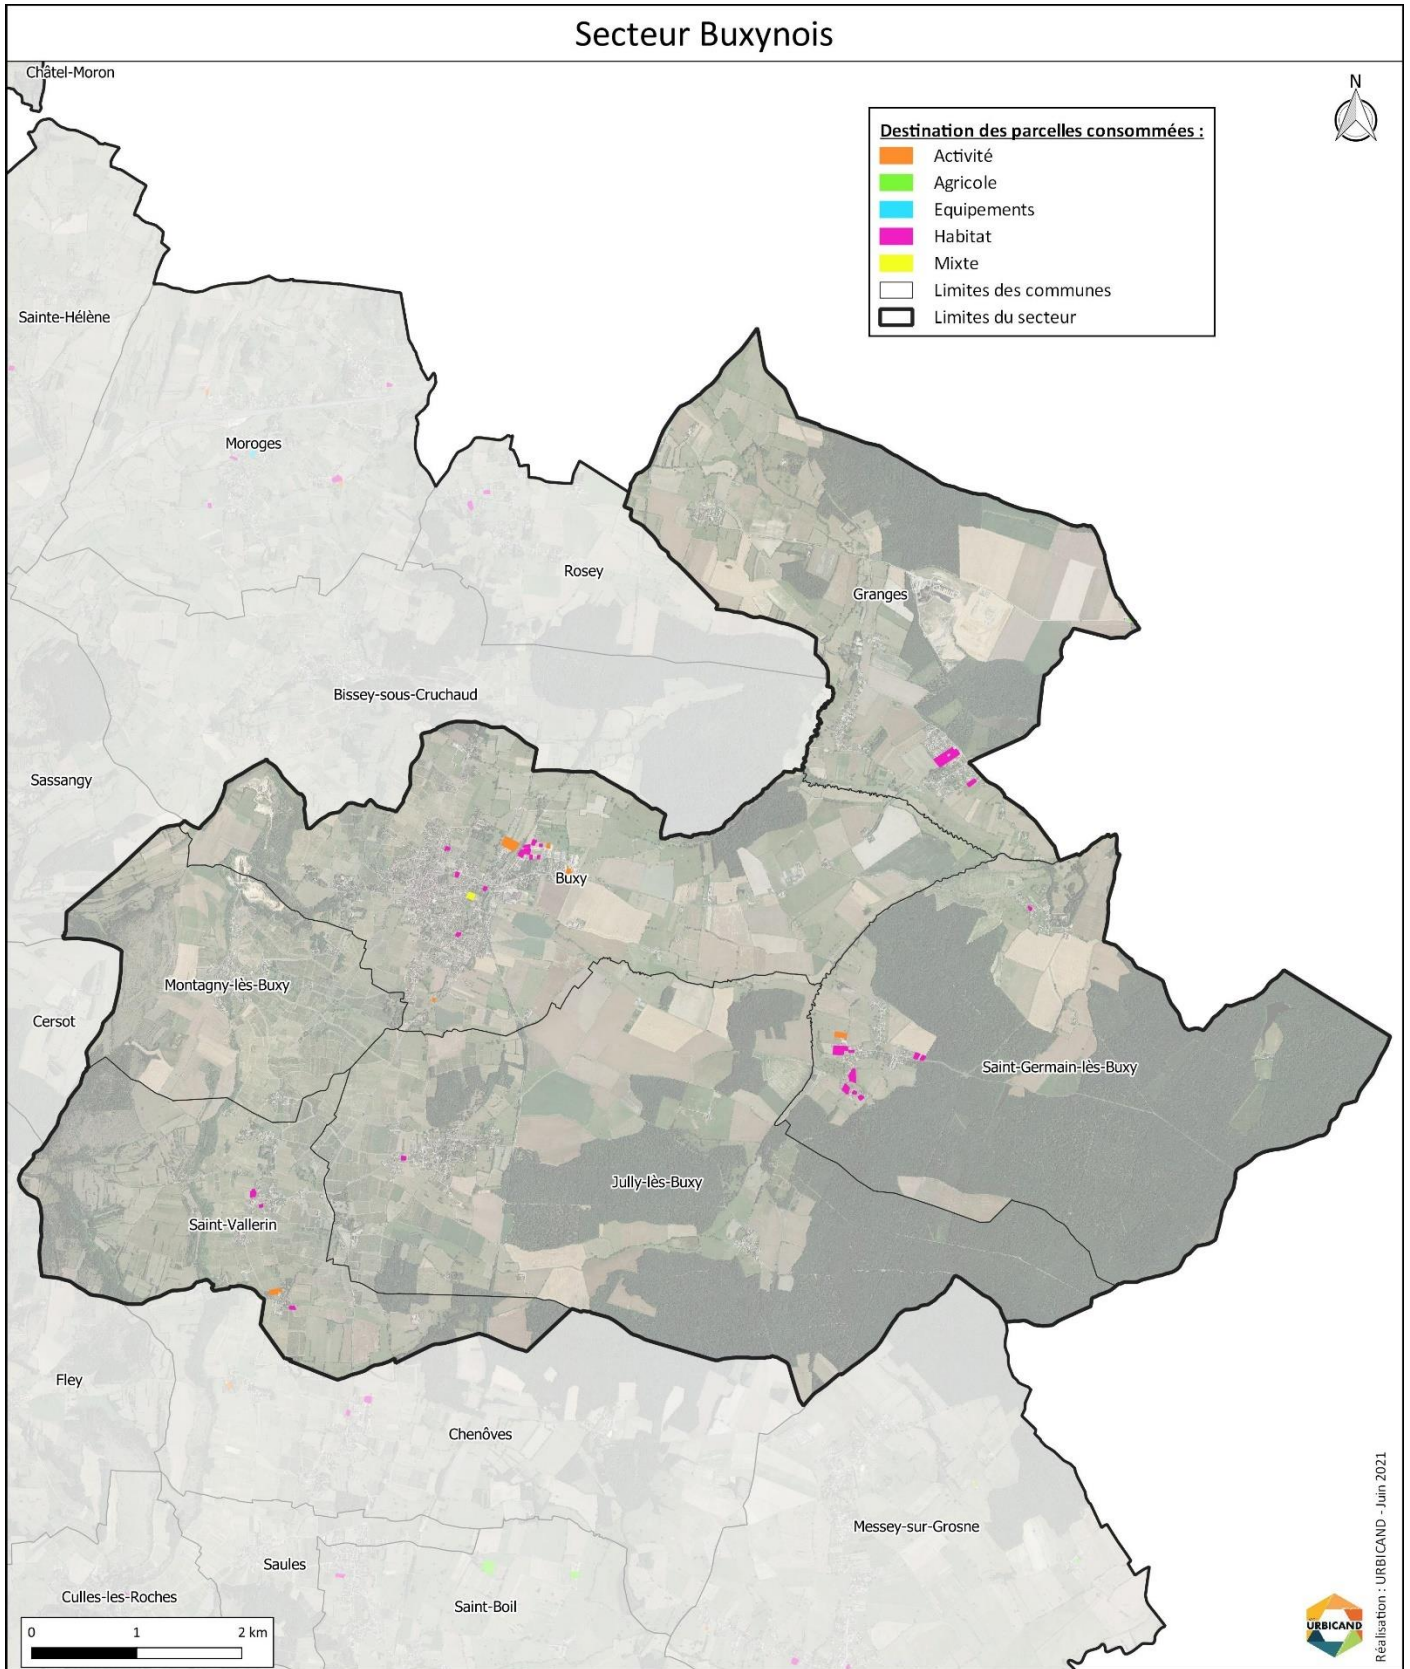 Secteur Buxynois
Châtel-Moron
N
Destination des parcelles consommées :
Activité
Agricole
Equipements
Habitat
Mixte
Limites des communes
Limites du secteur
Sainte-Hélène
Moroges
Rosey
Granges
Bissey-sous-Cruchaud
Sassangy
Buxy
Montagny-lès-Buxy
Cersot
Saint-Germain-lès-Buxy
Jully-lès-Buxy
Saint-Vallerin
Fley
Chenôves
Messey-sur-Grosne
Saules
Culles-les-Roches
Saint-Boil
0 1 2 km
URBICAND
Réalisation : URBICAND - Juin 2021